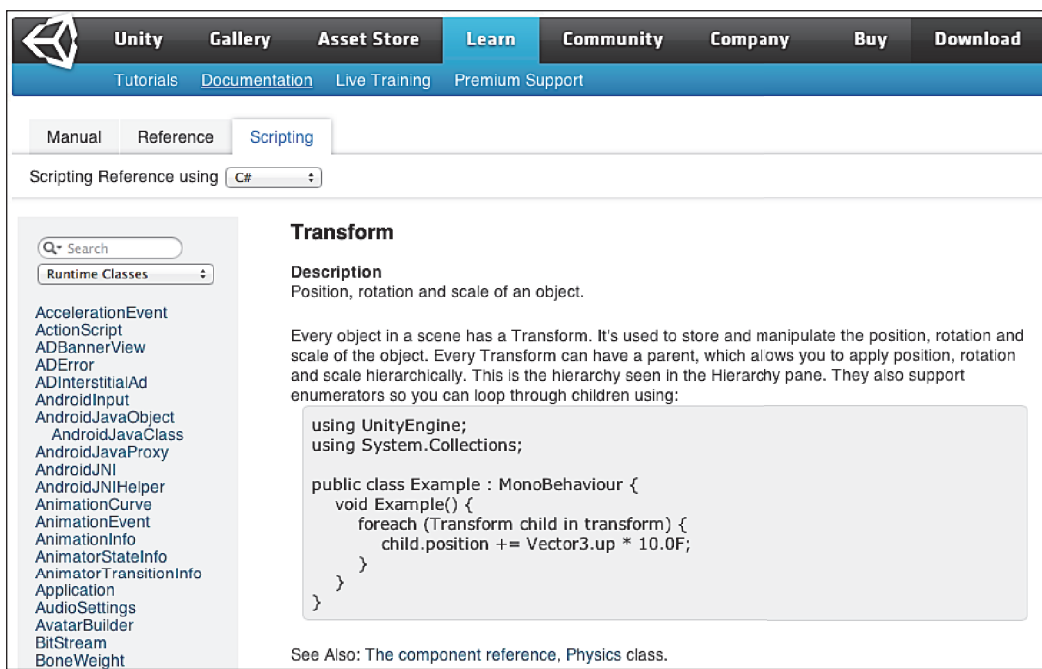 Unity Gallery Asset Store Learn Community Company Buy Download
Tutorials Documentation Live Training Premium Support
Manual Reference Scripting
Scripting Reference using C#
Search
Runtime Classes
AccelerationEvent
ActionScript
ADBannerView
ADError
ADInterstitialAd
AndroidInput
AndroidJavaObject
AndroidJavaClass
AndroidJavaProxy
AndroidJNI
AndroidJNIHelper
AnimationCurve
AnimationEvent
AnimationInfo
AnimatorStateInfo
AnimatorTransitionInfo
Application
AudioSettings
AvatarBuilder
BitStream
BoneWeight
Transform
Description
Position, rotation and scale of an object.
Every object in a scene has a Transform. It's used to store and manipulate the position, rotation and
scale of the object. Every Transform can have a parent, which allows you to apply position, rotation
and scale hierarchically. This is the hierarchy seen in the Hierarchy pane. They also support
enumerators so you can loop through children using:
using UnityEngine;
using System.Collections;
public class Example : MonoBehaviour {
void Example() {
foreach (Transform child in transform) {
child.position += Vector3.up * 10.0F;
}
}
}
See Also: The component reference, Physics class.